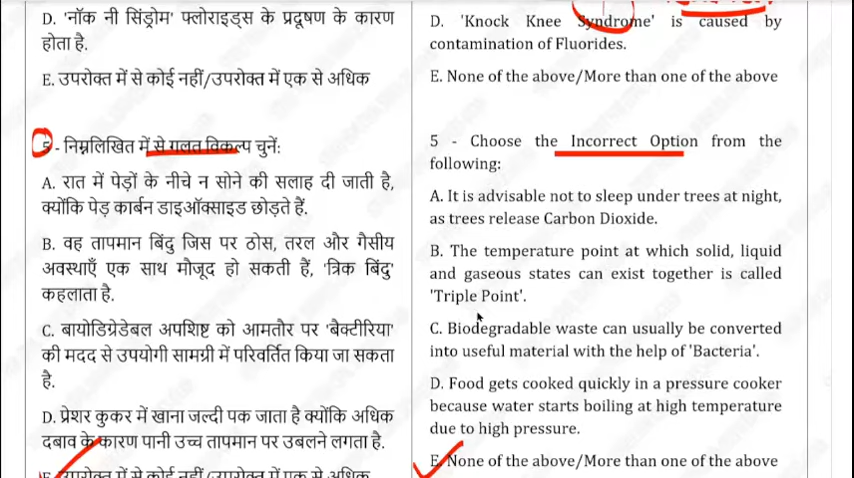 D. 'नॉक नी सिंड्रोम' फ्लोराइड्स के प्रदूषण के कारण
होता है.
E. उपरोक्त में से कोई नहीं/उपरोक्त में एक से अधिक
5 - निम्नलिखित में से गलत विकल्प चुनें:
A. रात में पेड़ों के नीचे न सोने की सलाह दी जाती है,
क्योंकि पेड़ कार्बन डाइऑक्साइड छोड़ते हैं.
B. वह तापमान बिंदु जिस पर ठोस, तरल और गैसीय
अवस्थाएँ एक साथ मौजूद हो सकती हैं, 'त्रिक बिंदु'
कहलाता है.
C. बायोडिग्रेडेबल अपशिष्ट को आमतौर पर 'बैक्टीरिया'
की मदद से उपयोगी सामग्री में परिवर्तित किया जा सकता
है.
D. प्रेशर कुकर में खाना जल्दी पक जाता है क्योंकि अधिक
दबाव के कारण पानी उच्च तापमान पर उबलने लगता है.
E. उपरोक्त में से कोई नहीं/उपरोक्त में एक से अधिक
D. 'Knock Knee Syndrome' is caused by
contamination of Fluorides.
E. None of the above/More than one of the above
5 - Choose the Incorrect Option from the
following:
A. It is advisable not to sleep under trees at night,
as trees release Carbon Dioxide.
B. The temperature point at which solid, liquid
and gaseous states can exist together is called
'Triple Point'.
C. Biodegradable waste can usually be converted
into useful material with the help of 'Bacteria'.
D. Food gets cooked quickly in a pressure cooker
because water starts boiling at high temperature
due to high pressure.
E. None of the above/More than one of the above